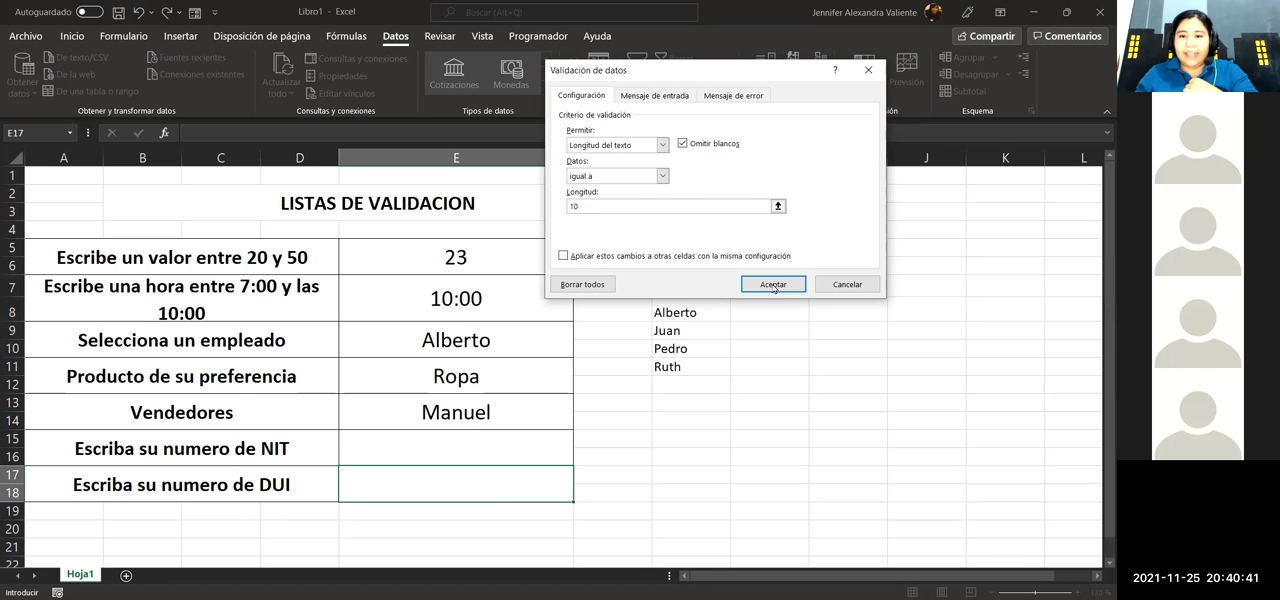 Autoguardado
Libro1 - Excel
Buscar (Alt+Q)
Jennifer Alexandra Valiente
Archivo Inicio Formulario Insertar Disposición de página Fórmulas Datos Revisar Vista Programador Ayuda
Compartir Comentarios
Obtener datos
De texto/CSV
De la web
De una tabla o rango
Fuentes recientes
Conexiones existentes
Obtener y transformar datos
Actualizar todo
Consultas y conexiones
Propiedades
Editar vínculos
Consultas y conexiones
Cotizaciones
Monedas
Tipos de datos
Previsión
Agrupar
Desagrupar
Subtotal
Esquema
E17
fx
Validación de datos
?
Configuración Mensaje de entrada Mensaje de error
Criterio de validación
Permitir:
Longitud del texto
Omitir blancos
Datos:
igual a
Longitud:
10
Aplicar estos cambios a otras celdas con la misma configuración
Borrar todos Aceptar Cancelar
A B C D E J K L
1
2
3
4
5
6
7
8
9
10
11
12
13
14
15
16
17
18
19
20
21
22
LISTAS DE VALIDACION
Escribe un valor entre 20 y 50 23
Escribe una hora entre 7:00 y las
10:00
10:00
Selecciona un empleado Alberto
Producto de su preferencia Ropa
Vendedores Manuel
Escriba su numero de NIT
Escriba su numero de DUI
Alberto
Juan
Pedro
Ruth
Hoja1
Introducir
2021-11-25 20:40:41